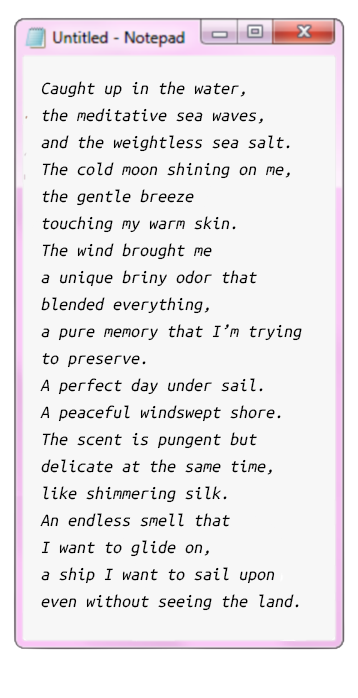 Untitled - Notepad
Caught up in the water,
the meditative sea waves,
and the weightless sea salt.
The cold moon shining on me,
the gentle breeze
touching my warm skin.
The wind brought me
a unique briny odor that
blended everything,
a pure memory that I’m trying
to preserve.
A perfect day under sail.
A peaceful windswept shore.
The scent is pungent but
delicate at the same time,
like shimmering silk.
An endless smell that
I want to glide on,
a ship I want to sail upon
even without seeing the land.